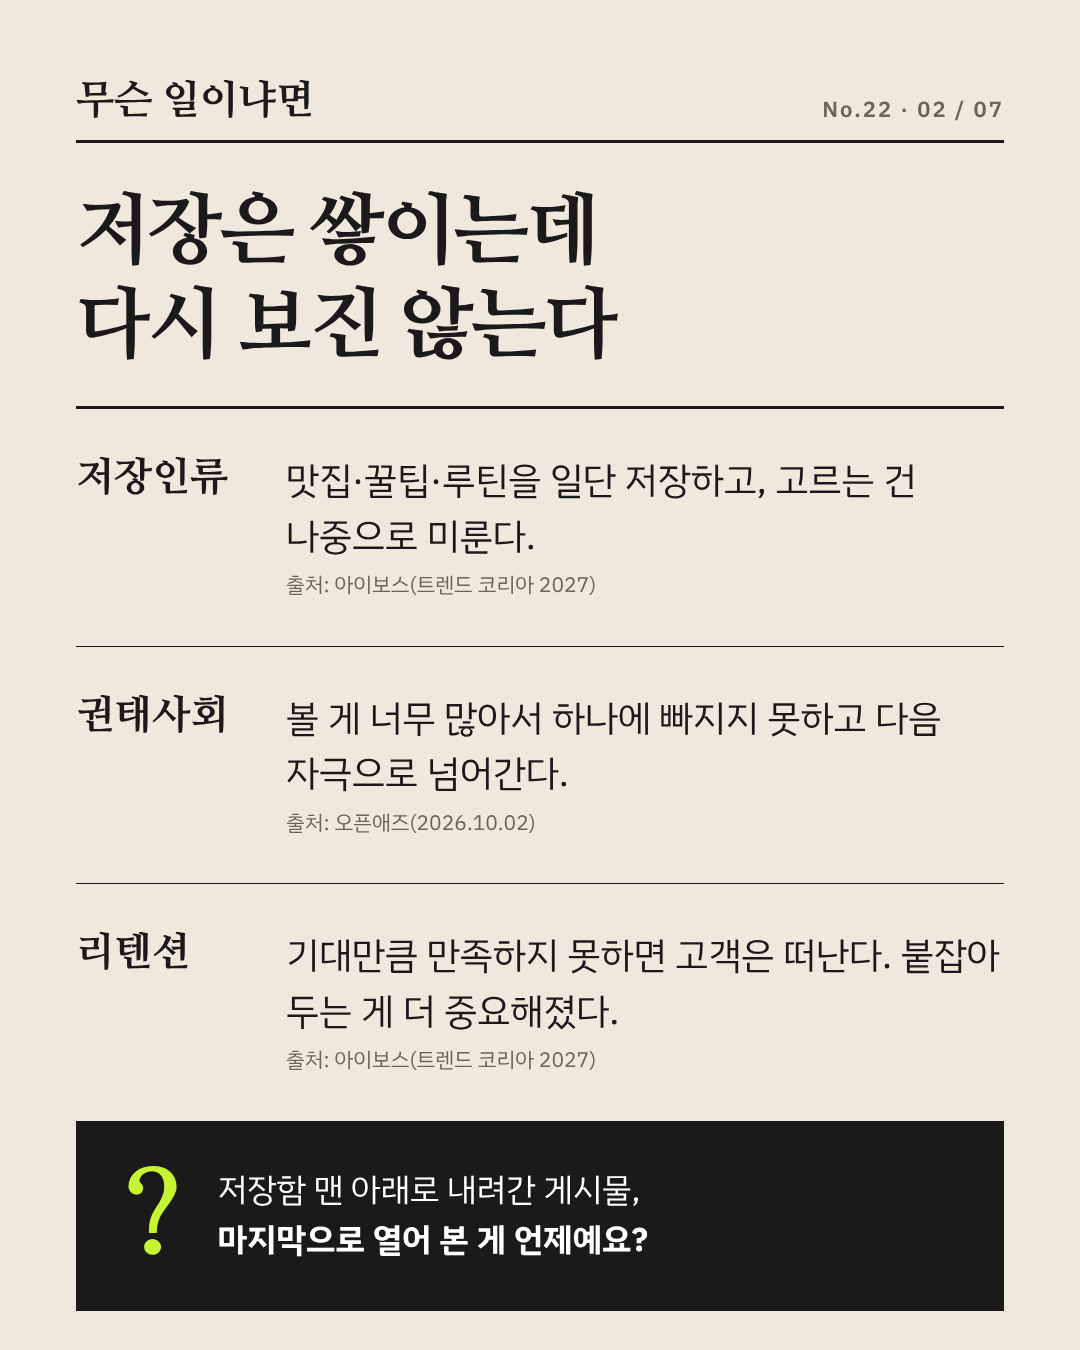 무슨 일이냐면
No.22 · 02 / 07
저장은 쌓이는데
다시 보진 않는다
저장인류
맛집·꿀팁·루틴을 일단 저장하고, 고르는 건
나중으로 미룬다.
출처: 아이보스(트렌드 코리아 2027)
권태사회
볼 게 너무 많아서 하나에 빠지지 못하고 다음
자극으로 넘어간다.
출처: 오픈애즈(2026.10.02)
리텐션
기대만큼 만족하지 못하면 고객은 떠난다. 붙잡아
두는 게 더 중요해졌다.
출처: 아이보스(트렌드 코리아 2027)
?
저장함 맨 아래로 내려간 게시물,
마지막으로 열어 본 게 언제예요?